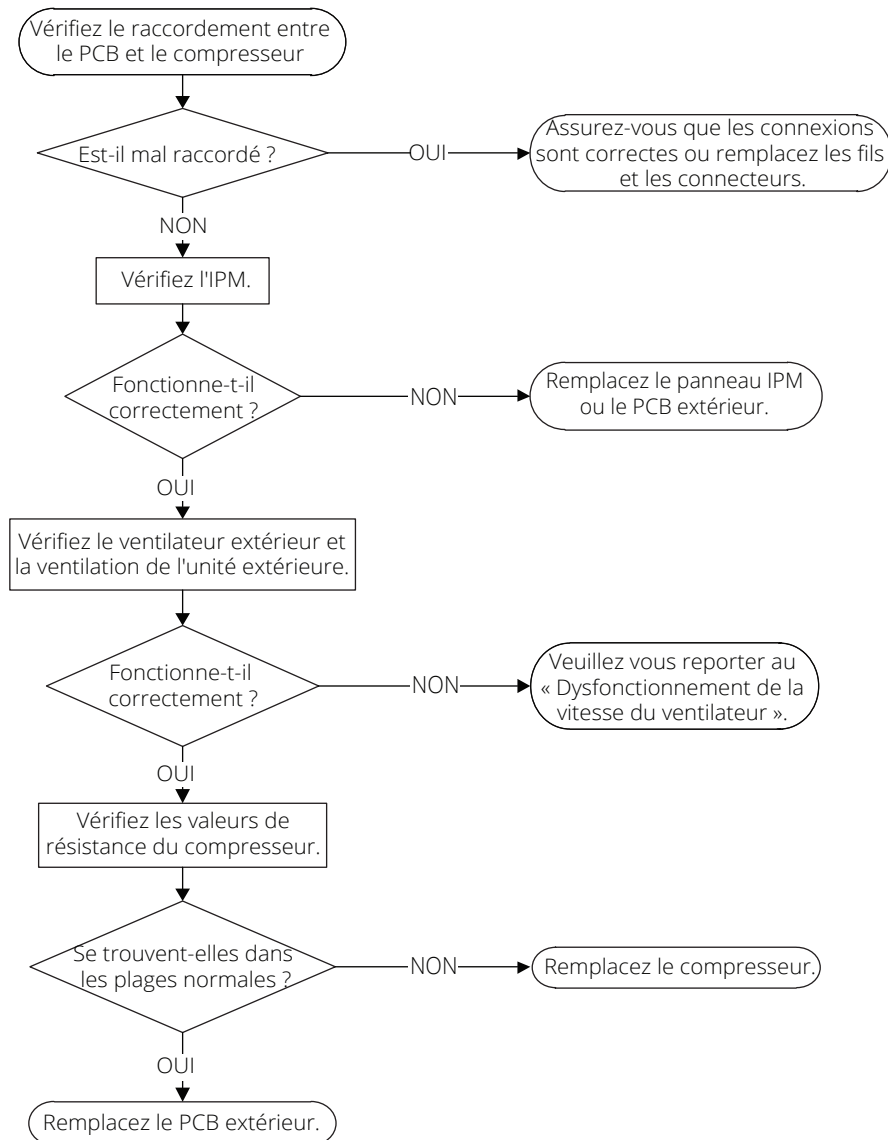 Vérifiez le raccordement entre
le PCB et le compresseur
Est-il mal raccordé ?
OUI
Assurez-vous que les connexions
sont correctes ou remplacez les fils
et les connecteurs.
NON
Vérifiez l'IPM.
Fonctionne-t-il
correctement ?
NON
Remplacez le panneau IPM
ou le PCB extérieur.
OUI
Vérifiez le ventilateur extérieur et
la ventilation de l'unité extérieure.
Fonctionne-t-il
correctement ?
NON
Veuillez vous reporter au
« Dysfonctionnement de la
vitesse du ventilateur ».
OUI
Vérifiez les valeurs de
résistance du compresseur.
Se trouvent-elles dans
les plages normales ?
NON
Remplacez le compresseur.
OUI
Remplacez le PCB extérieur.